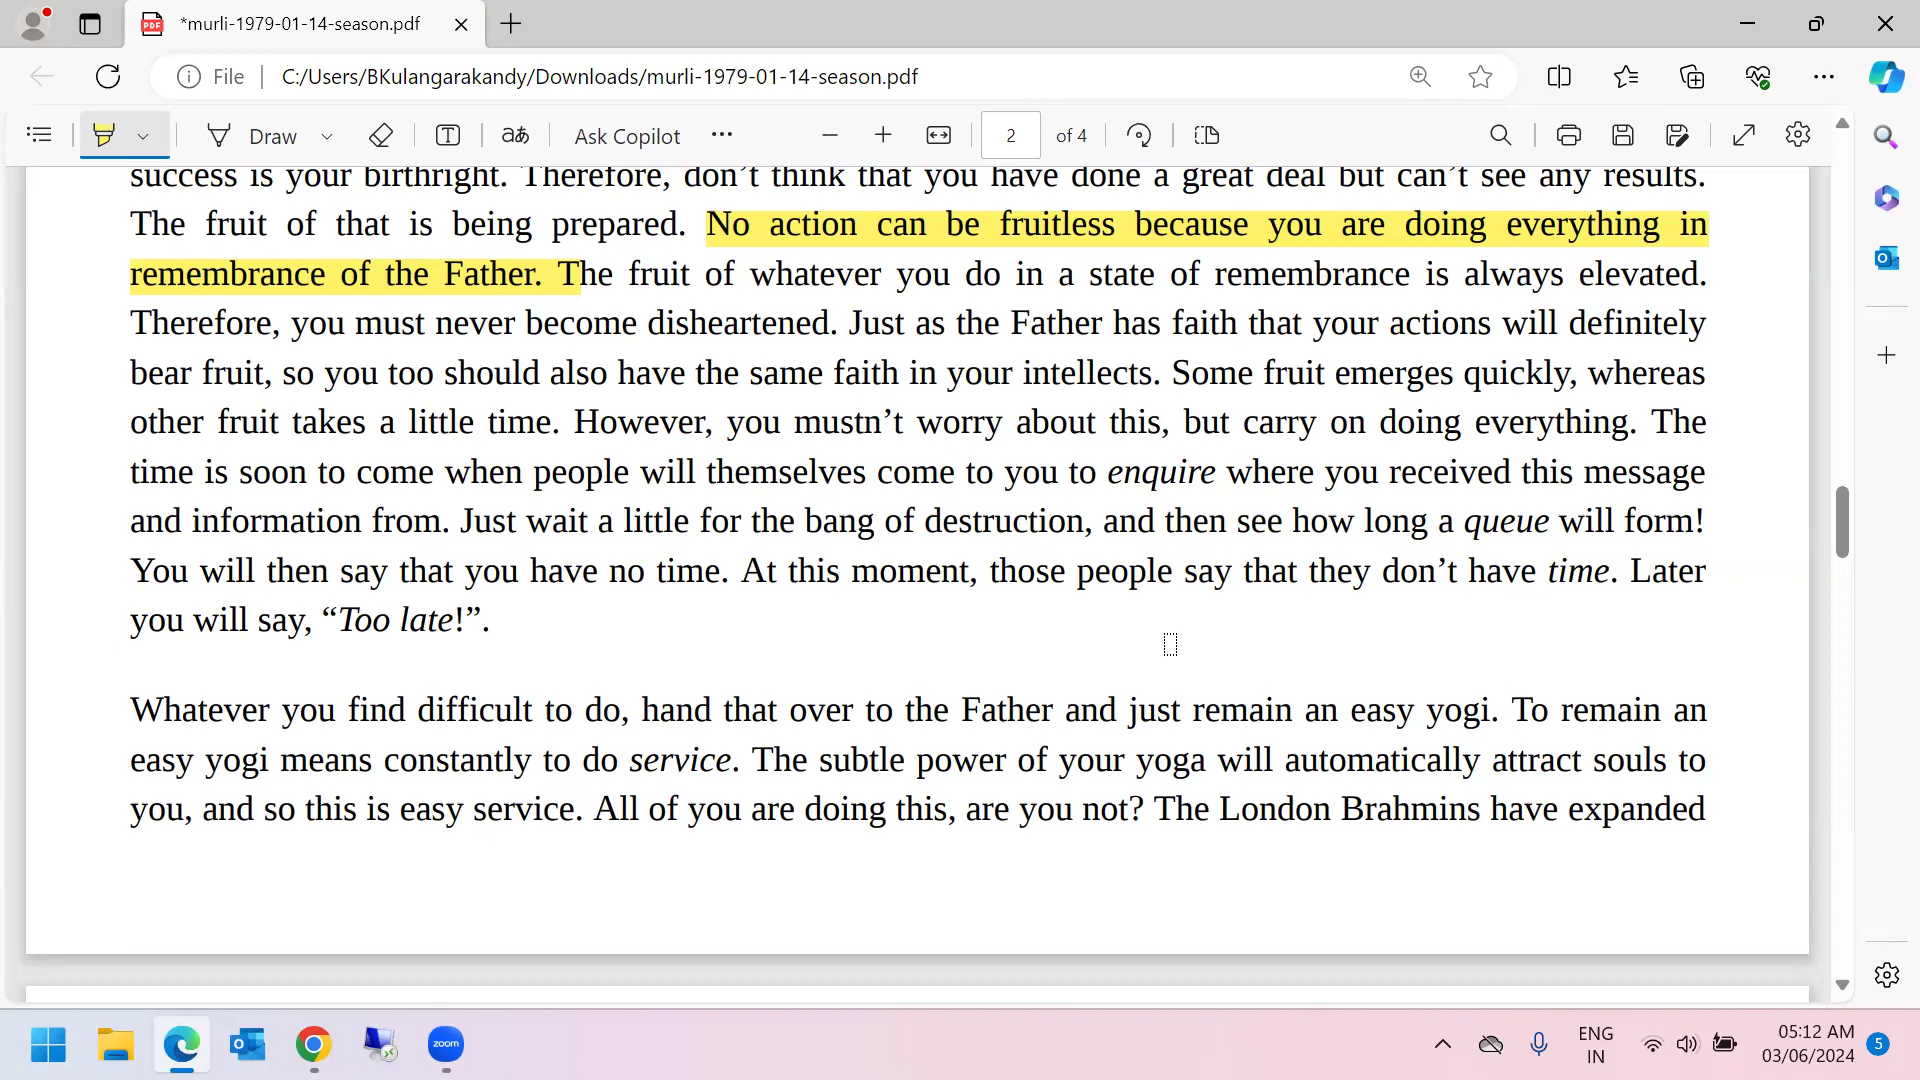 *murli-1979-01-14-season.pdf
File
C:/Users/BKulangarakandy/Downloads/murli-1979-01-14-season.pdf
Draw
aあ
Ask Copilot
2
of 4
success is your birthright. Therefore, don’t think that you have done a great deal but can’t see any results.
The fruit of that is being prepared. No action can be fruitless because you are doing everything in
remembrance of the Father. The fruit of whatever you do in a state of remembrance is always elevated.
Therefore, you must never become disheartened. Just as the Father has faith that your actions will definitely
bear fruit, so you too should also have the same faith in your intellects. Some fruit emerges quickly, whereas
other fruit takes a little time. However, you mustn’t worry about this, but carry on doing everything. The
time is soon to come when people will themselves come to you to enquire where you received this message
and information from. Just wait a little for the bang of destruction, and then see how long a queue will form!
You will then say that you have no time. At this moment, those people say that they don’t have time. Later
you will say, “Too late!”.
Whatever you find difficult to do, hand that over to the Father and just remain an easy yogi. To remain an
easy yogi means constantly to do service. The subtle power of your yoga will automatically attract souls to
you, and so this is easy service. All of you are doing this, are you not? The London Brahmins have expanded
zoom
ENG
IN
05:12 AM
03/06/2024
5